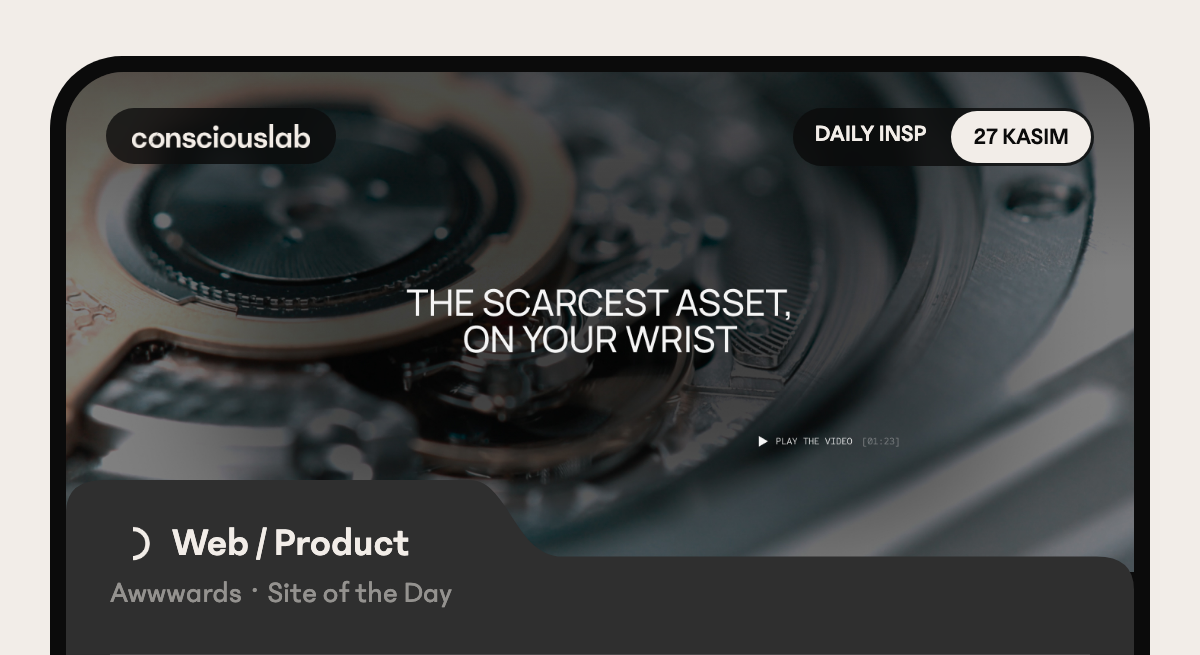 consciouslab
DAILY INSP
27 KASIM
THE SCARCEST ASSET,
ON YOUR WRIST
PLAY THE VIDEO [01:23]
Web / Product
Awwwards · Site of the Day